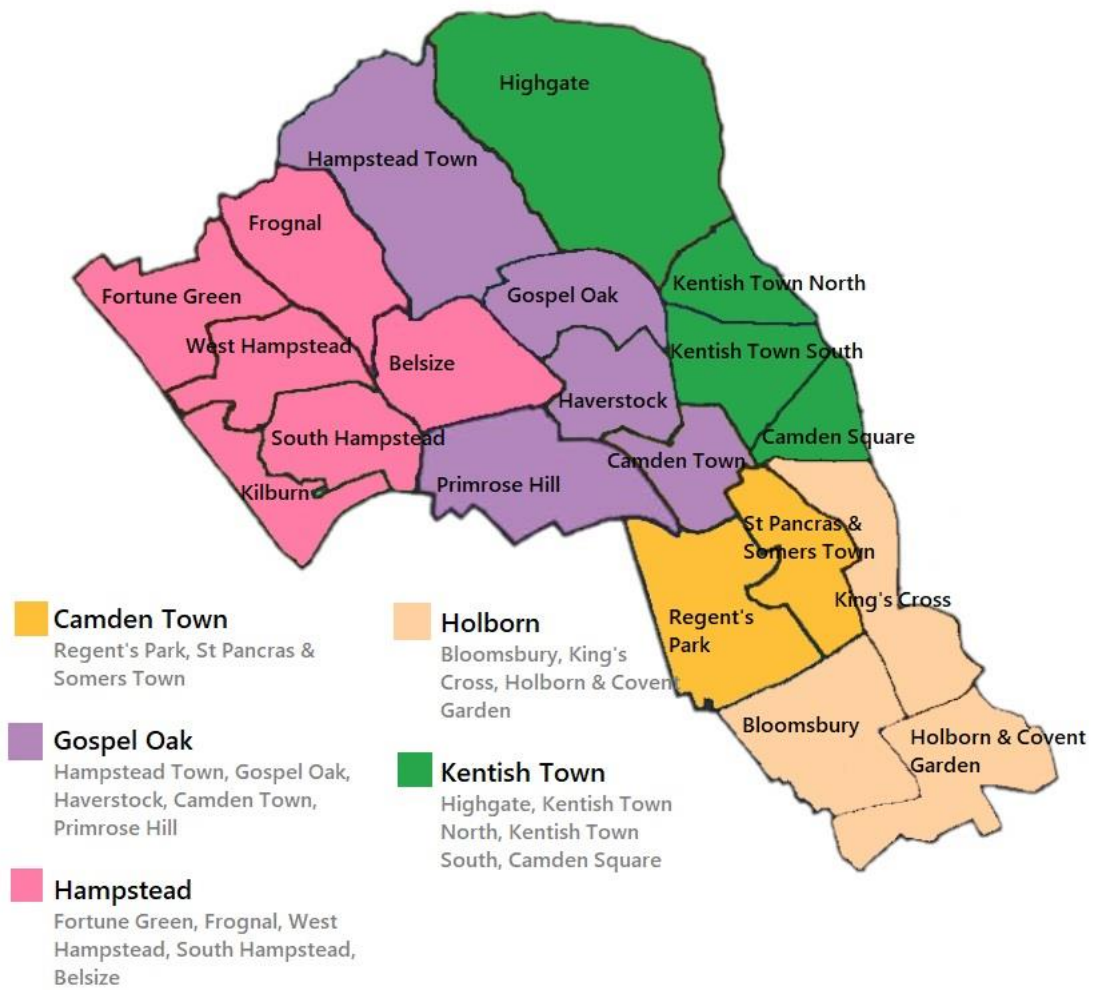 Highgate
Hampstead Town
Frognal
Kentish Town North
Fortune Green
Gospel Oak
West Hampstead
Kentish Town South
Belsize
Haverstock
South Hampstead
Camden Square
Camden Town
Primrose Hill
Kilburn
St Pancras &
Somers Town
King's Cross
Regent's
Park
Bloomsbury
Holborn & Covent
Garden
Camden Town
Regent's Park, St Pancras &
Somers Town
Gospel Oak
Hampstead Town, Gospel Oak,
Haverstock, Camden Town,
Primrose Hill
Hampstead
Fortune Green, Frognal, West
Hampstead, South Hampstead,
Belsize
Holborn
Bloomsbury, King's
Cross, Holborn & Covent
Garden
Kentish Town
Highgate, Kentish Town
North, Kentish Town
South, Camden Square